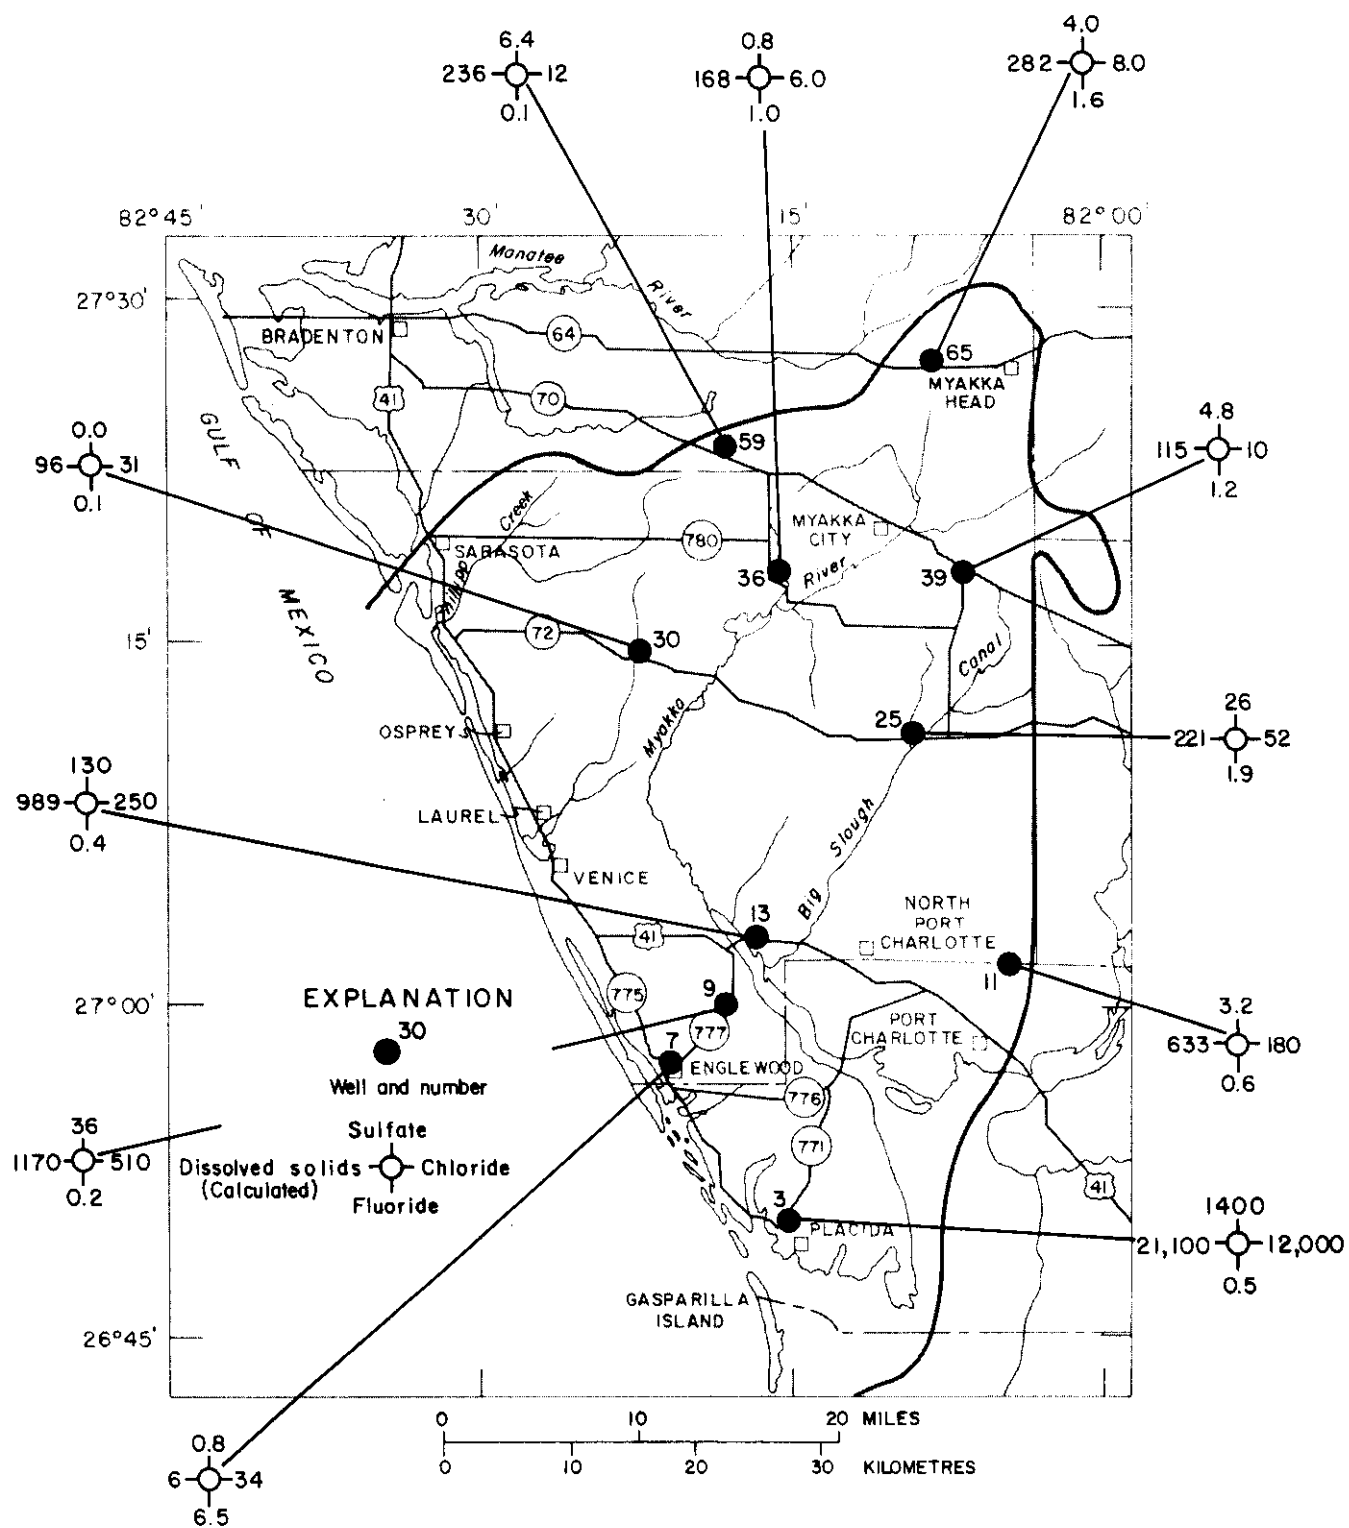 4.0
6.4
0.8
282 8.0
236 12
168 6.0
1.6
0.1
1.0
82°45' 30' 15' 82°00'
Manatee
River
27°30'
BRADENTON
64
65
MYAKKA
HEAD
41
70
GULF
OF
MEXICO
4.8
115 10
1.2
0.0
96 31
0.1
59
Creek
MYAKKA
CITY
780
SARASOTA
36
River
39
15'
72
30
Canal
25
26
221 52
1.9
OSPREY
Myakka
130
989 250
0.4
LAUREL
Slough
VENICE
Big
13
NORTH
PORT
CHARLOTTE
41
11
775
9
27°00'
EXPLANATION
30
Well and number
777
PORT
CHARLOTTE
3.2
633 180
0.6
7
ENGLEWOOD
776
36
1170 510
0.2
Sulfate
Dissolved solids Chloride
(Calculated)
Fluoride
771
41
3
PLACIDA
1400
21,100 12,000
0.5
GASPARILLA
ISLAND
26°45'
0 10 20 MILES
0 10 20 30 KILOMETRES
0.8
6 34
6.5